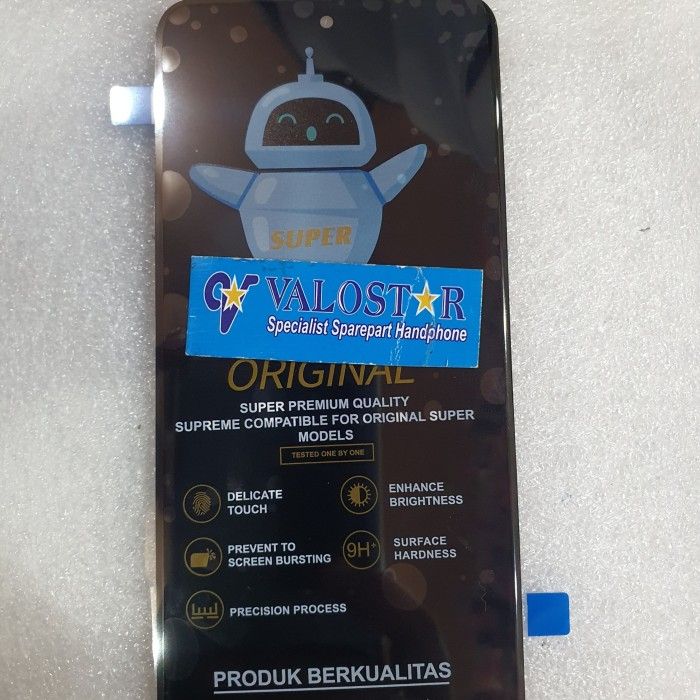 SUPER
VALOSTAR
Specialist Sparepart Handphone
ORIGINAL
SUPER PREMIUM QUALITY
SUPREME COMPATIBLE FOR ORIGINAL SUPER
MODELS
TESTED ONE BY ONE
DELICATE
TOUCH
ENHANCE
BRIGHTNESS
PREVENT TO
SCREEN BURSTING
9H+
SURFACE
HARDNESS
PRECISION PROCESS
PRODUK BERKUALITAS